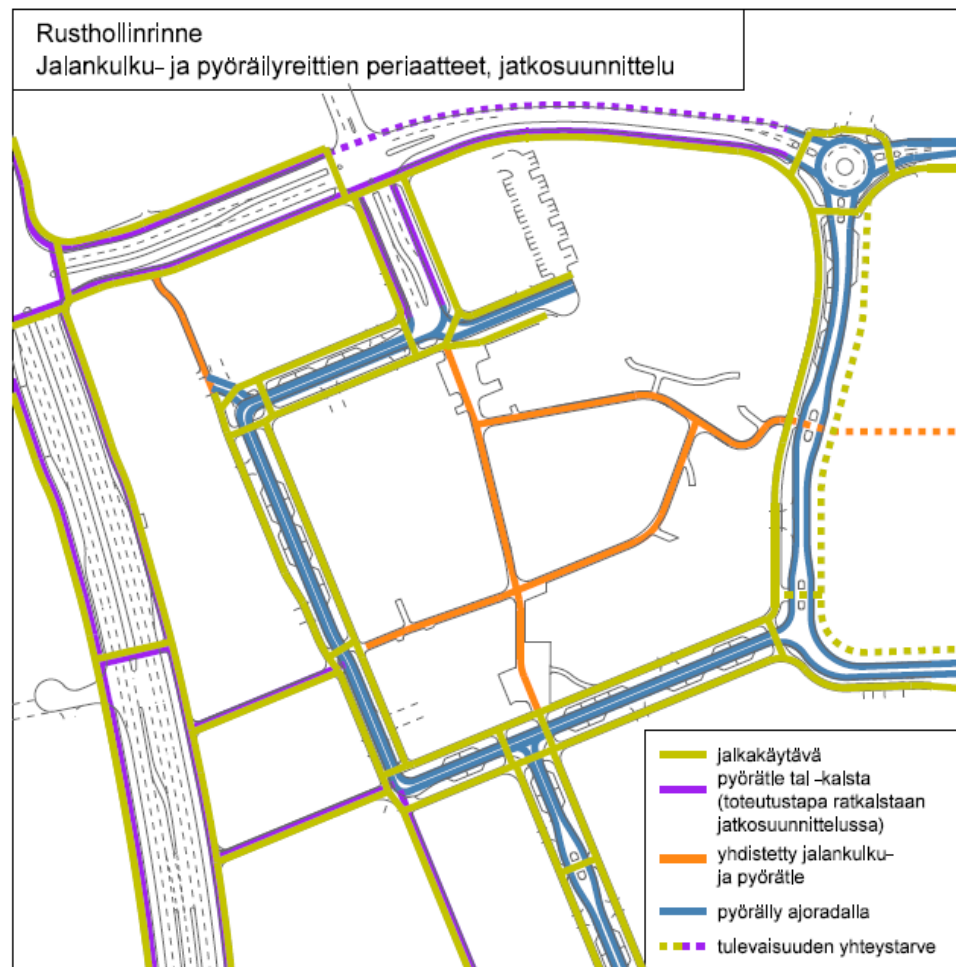 Rusthollinrinne
Jalankulku- ja pyöräilyreittien periaatteet, jatkosuunnittelu
jalkakäytävä
pyörätie tai -kaista
(toteutustapa ratkaistaan
jatkosuunnittelussa)
yhdistetty jalankulku-
ja pyörätie
pyöräily ajoradalla
tulevaisuuden yhteystarve